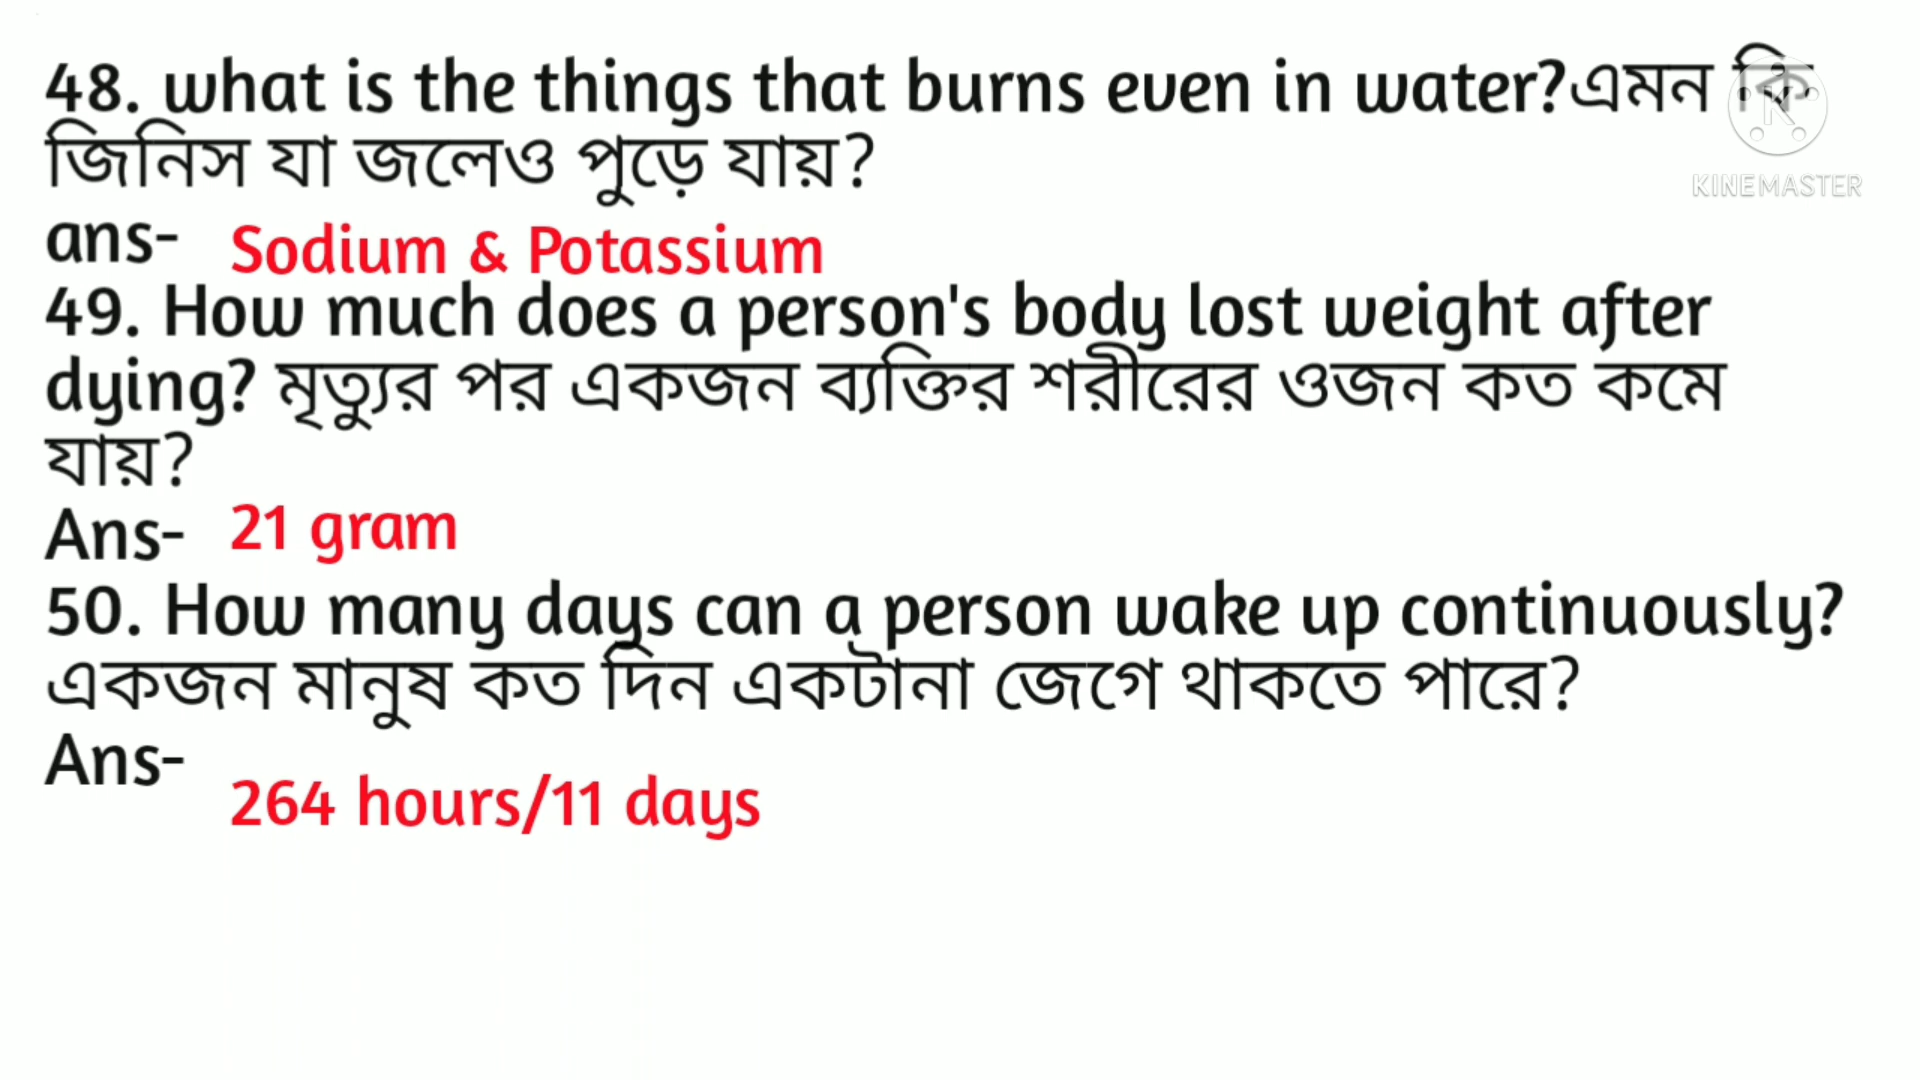 48. what is the things that burns even in water?এমন কি
জিনিস যা জলেও পুড়ে যায়?
KINEMASTER
ans- Sodium & Potassium
49. How much does a person's body lost weight after
dying? মৃত্যুর পর একজন ব্যক্তির শরীরের ওজন কত কমে
যায়?
Ans- 21 gram
50. How many days can a person wake up continuously?
একজন মানুষ কত দিন একটানা জেগে থাকতে পারে?
Ans-
264 hours/11 days